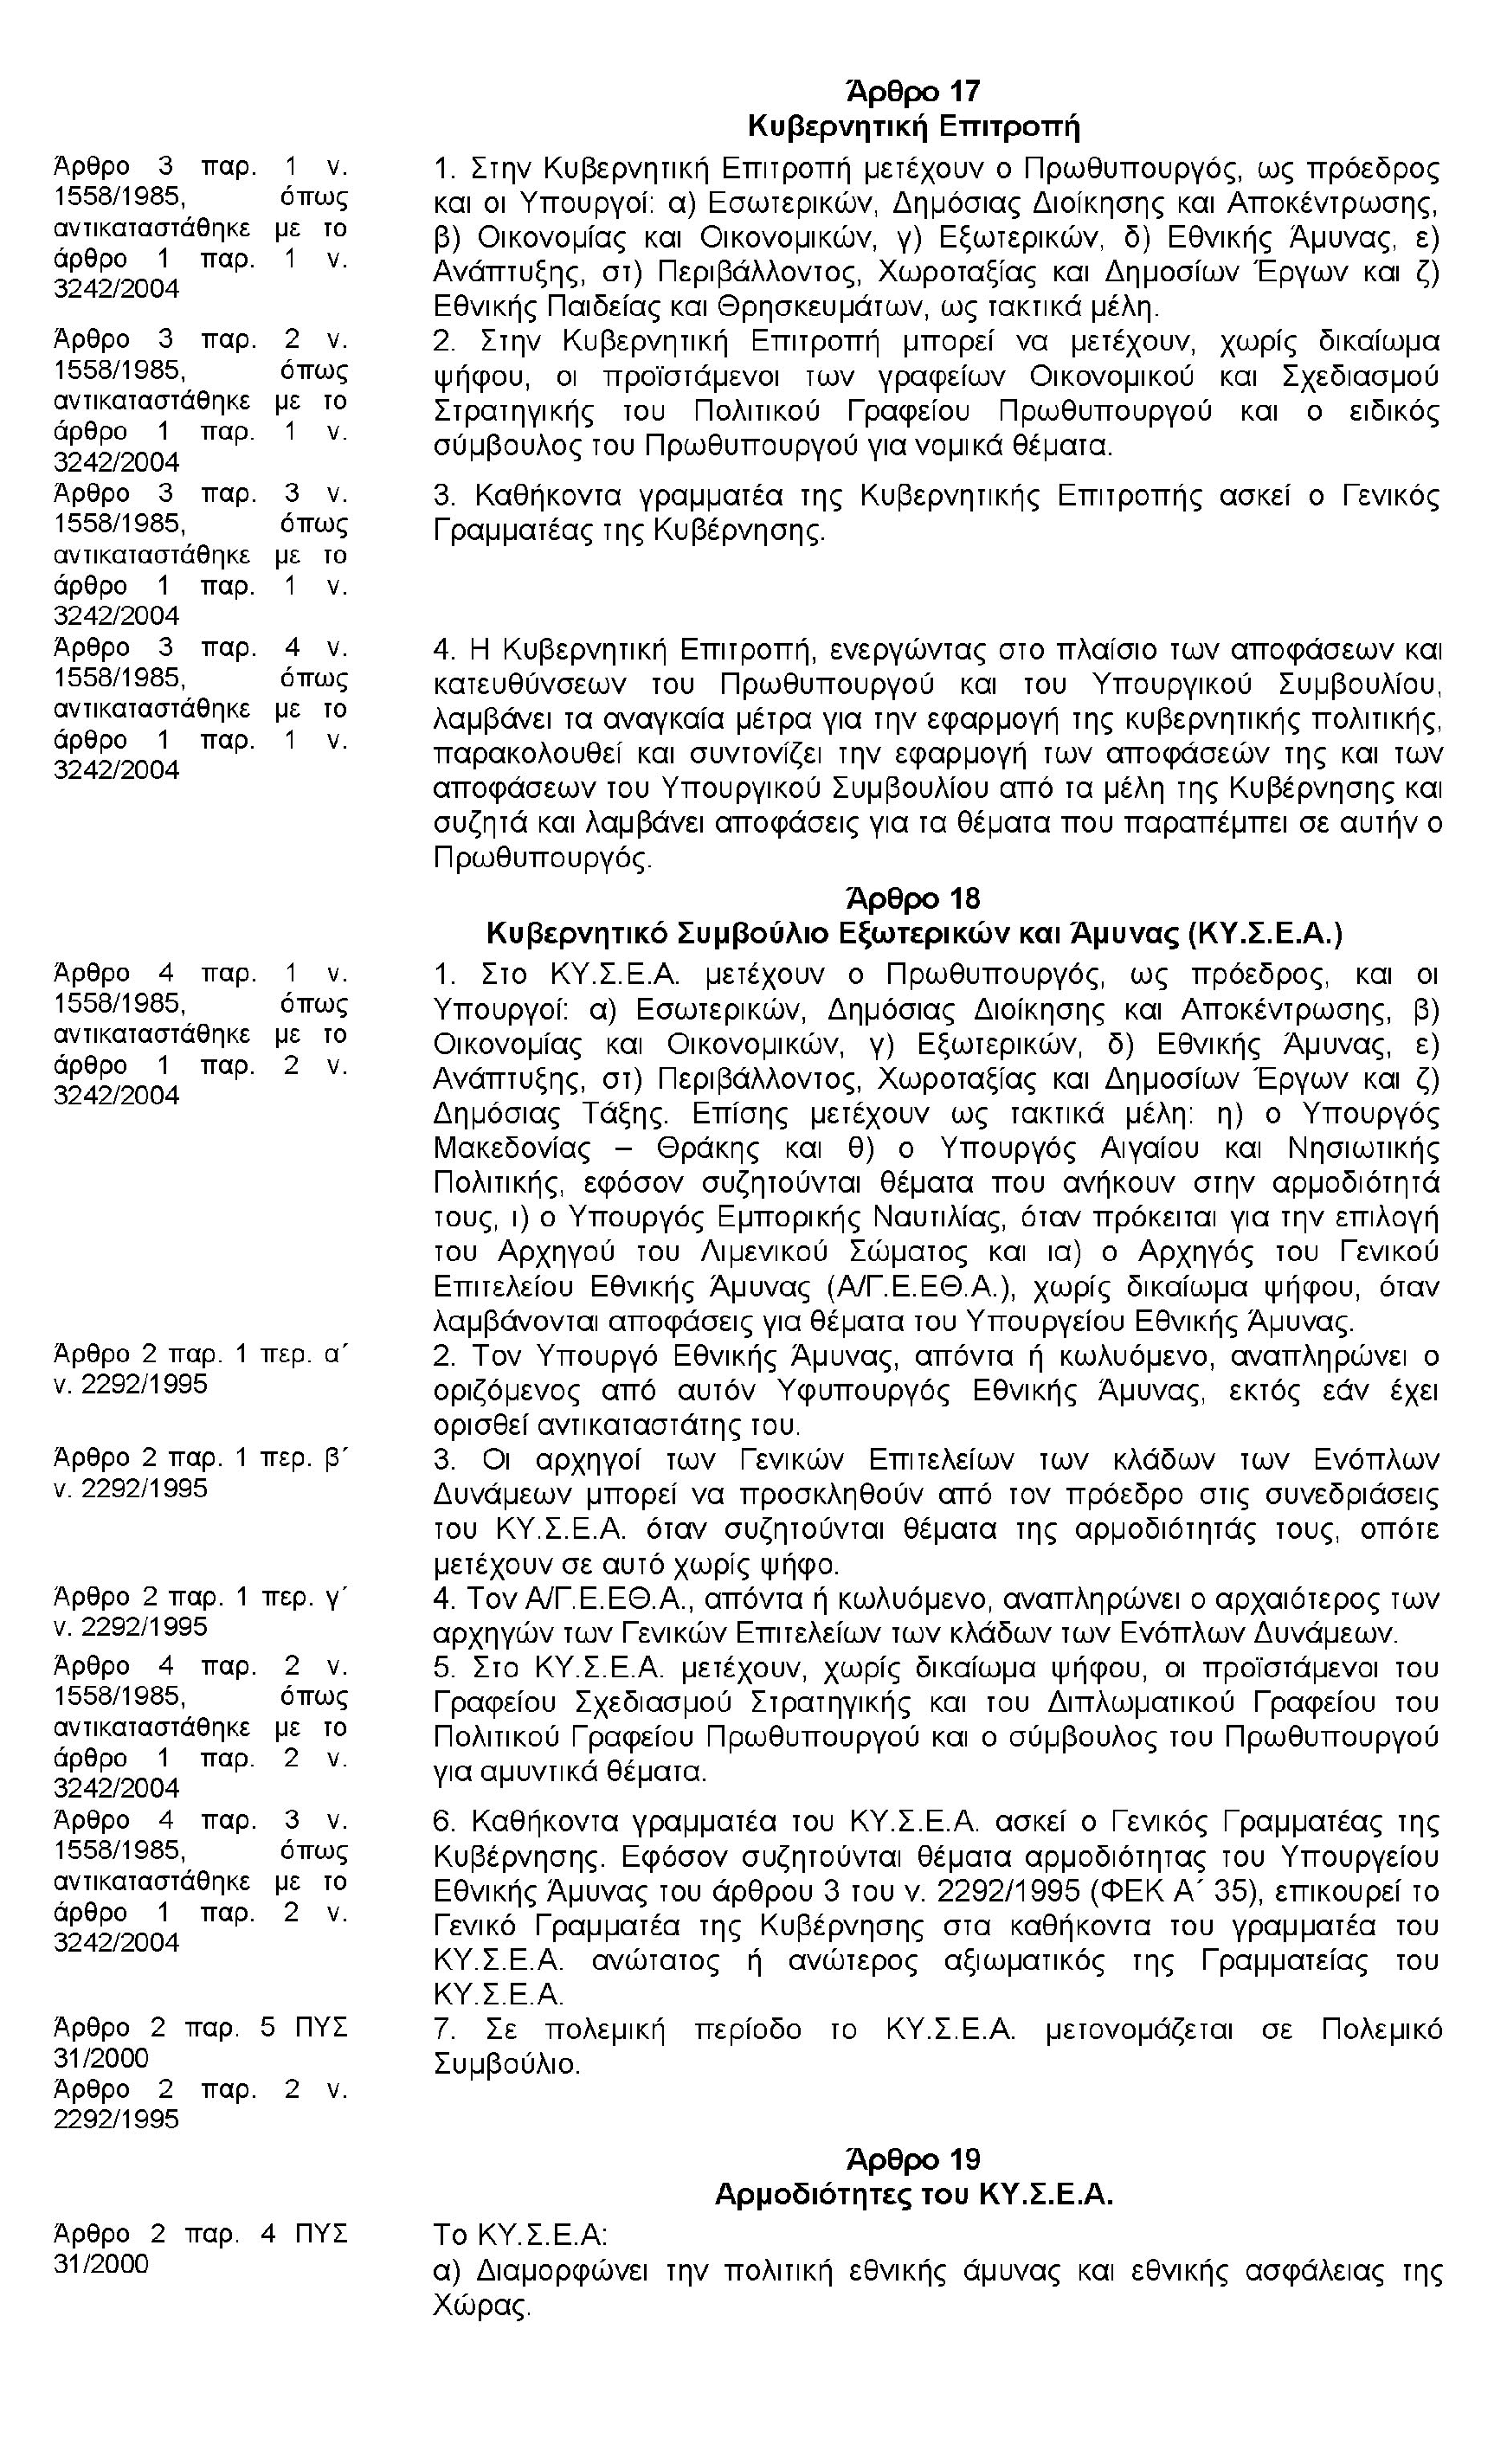 Άρθρο 17
Κυβερνητική Επιτροπή
Άρθρο 3 παρ. 1 ν.
1558/1985, όπως
αντικαταστάθηκε με το
άρθρο 1 παρ. 1 ν.
3242/2004
1. Στην Κυβερνητική Επιτροπή μετέχουν ο Πρωθυπουργός, ως πρόεδρος
και οι Υπουργοί: α) Εσωτερικών, Δημόσιας Διοίκησης και Αποκέντρωσης,
β) Οικονομίας και Οικονομικών, γ) Εξωτερικών, δ) Εθνικής Άμυνας, ε)
Ανάπτυξης, στ) Περιβάλλοντος, Χωροταξίας και Δημοσίων Έργων και ζ)
Εθνικής Παιδείας και Θρησκευμάτων, ως τακτικά μέλη.
Άρθρο 3 παρ. 2 ν.
1558/1985, όπως
αντικαταστάθηκε με το
άρθρο 1 παρ. 1 ν.
3242/2004
2. Στην Κυβερνητική Επιτροπή μπορεί να μετέχουν, χωρίς δικαίωμα
ψήφου, οι προϊστάμενοι των γραφείων Οικονομικού και Σχεδιασμού
Στρατηγικής του Πολιτικού Γραφείου Πρωθυπουργού και ο ειδικός
σύμβουλος του Πρωθυπουργού για νομικά θέματα.
Άρθρο 3 παρ. 3 ν.
1558/1985, όπως
αντικαταστάθηκε με το
άρθρο 1 παρ. 1 ν.
3242/2004
3. Καθήκοντα γραμματέα της Κυβερνητικής Επιτροπής ασκεί ο Γενικός
Γραμματέας της Κυβέρνησης.
Άρθρο 3 παρ. 4 ν.
1558/1985, όπως
αντικαταστάθηκε με το
άρθρο 1 παρ. 1 ν.
3242/2004
4. Η Κυβερνητική Επιτροπή, ενεργώντας στο πλαίσιο των αποφάσεων και
κατευθύνσεων του Πρωθυπουργού και του Υπουργικού Συμβουλίου,
λαμβάνει τα αναγκαία μέτρα για την εφαρμογή της κυβερνητικής πολιτικής,
παρακολουθεί και συντονίζει την εφαρμογή των αποφάσεών της και των
αποφάσεων του Υπουργικού Συμβουλίου από τα μέλη της Κυβέρνησης και
συζητά και λαμβάνει αποφάσεις για τα θέματα που παραπέμπει σε αυτήν ο
Πρωθυπουργός.
Άρθρο 18
Κυβερνητικό Συμβούλιο Εξωτερικών και Άμυνας (ΚΥ.Σ.Ε.Α.)
Άρθρο 4 παρ. 1 ν.
1558/1985, όπως
αντικαταστάθηκε με το
άρθρο 1 παρ. 2 ν.
3242/2004
1. Στο ΚΥ.Σ.Ε.Α. μετέχουν ο Πρωθυπουργός, ως πρόεδρος, και οι
Υπουργοί: α) Εσωτερικών, Δημόσιας Διοίκησης και Αποκέντρωσης, β)
Οικονομίας και Οικονομικών, γ) Εξωτερικών, δ) Εθνικής Άμυνας, ε)
Ανάπτυξης, στ) Περιβάλλοντος, Χωροταξίας και Δημοσίων Έργων και ζ)
Δημόσιας Τάξης. Επίσης μετέχουν ως τακτικά μέλη: η) ο Υπουργός
Μακεδονίας – Θράκης και θ) ο Υπουργός Αιγαίου και Νησιωτικής
Πολιτικής, εφόσον συζητούνται θέματα που ανήκουν στην αρμοδιότητά
τους, ι) ο Υπουργός Εμπορικής Ναυτιλίας, όταν πρόκειται για την επιλογή
του Αρχηγού του Λιμενικού Σώματος και ια) ο Αρχηγός του Γενικού
Επιτελείου Εθνικής Άμυνας (Α/Γ.Ε.ΕΘ.Α.), χωρίς δικαίωμα ψήφου, όταν
λαμβάνονται αποφάσεις για θέματα του Υπουργείου Εθνικής Άμυνας.
Άρθρο 2 παρ. 1 περ. α΄
ν. 2292/1995
2. Τον Υπουργό Εθνικής Άμυνας, απόντα ή κωλυόμενο, αναπληρώνει ο
οριζόμενος από αυτόν Υφυπουργός Εθνικής Άμυνας, εκτός εάν έχει
ορισθεί αντικαταστάτης του.
Άρθρο 2 παρ. 1 περ. β΄
ν. 2292/1995
3. Οι αρχηγοί των Γενικών Επιτελείων των κλάδων των Ενόπλων
Δυνάμεων μπορεί να προσκληθούν από τον πρόεδρο στις συνεδριάσεις
του ΚΥ.Σ.Ε.Α. όταν συζητούνται θέματα της αρμοδιότητάς τους, οπότε
μετέχουν σε αυτό χωρίς ψήφο.
Άρθρο 2 παρ. 1 περ. γ΄
ν. 2292/1995
4. Τον Α/Γ.Ε.ΕΘ.Α., απόντα ή κωλυόμενο, αναπληρώνει ο αρχαιότερος των
αρχηγών των Γενικών Επιτελείων των κλάδων των Ενόπλων Δυνάμεων.
Άρθρο 4 παρ. 2 ν.
1558/1985, όπως
αντικαταστάθηκε με το
άρθρο 1 παρ. 2 ν.
3242/2004
5. Στο ΚΥ.Σ.Ε.Α. μετέχουν, χωρίς δικαίωμα ψήφου, οι προϊστάμενοι του
Γραφείου Σχεδιασμού Στρατηγικής και του Διπλωματικού Γραφείου του
Πολιτικού Γραφείου Πρωθυπουργού και ο σύμβουλος του Πρωθυπουργού
για αμυντικά θέματα.
Άρθρο 4 παρ. 3 ν.
1558/1985, όπως
αντικαταστάθηκε με το
άρθρο 1 παρ. 2 ν.
3242/2004
6. Καθήκοντα γραμματέα του ΚΥ.Σ.Ε.Α. ασκεί ο Γενικός Γραμματέας της
Κυβέρνησης. Εφόσον συζητούνται θέματα αρμοδιότητας του Υπουργείου
Εθνικής Άμυνας του άρθρου 3 του ν. 2292/1995 (ΦΕΚ Α΄ 35), επικουρεί το
Γενικό Γραμματέα της Κυβέρνησης στα καθήκοντα του γραμματέα του
ΚΥ.Σ.Ε.Α. ανώτατος ή ανώτερος αξιωματικός της Γραμματείας του
ΚΥ.Σ.Ε.Α.
Άρθρο 2 παρ. 5 ΠΥΣ
31/2000
Άρθρο 2 παρ. 2 ν.
2292/1995
7. Σε πολεμική περίοδο το ΚΥ.Σ.Ε.Α. μετονομάζεται σε Πολεμικό
Συμβούλιο.
Άρθρο 19
Αρμοδιότητες του ΚΥ.Σ.Ε.Α.
Άρθρο 2 παρ. 4 ΠΥΣ
31/2000
Το ΚΥ.Σ.Ε.Α:
α) Διαμορφώνει την πολιτική εθνικής άμυνας και εθνικής ασφάλειας της
Χώρας.